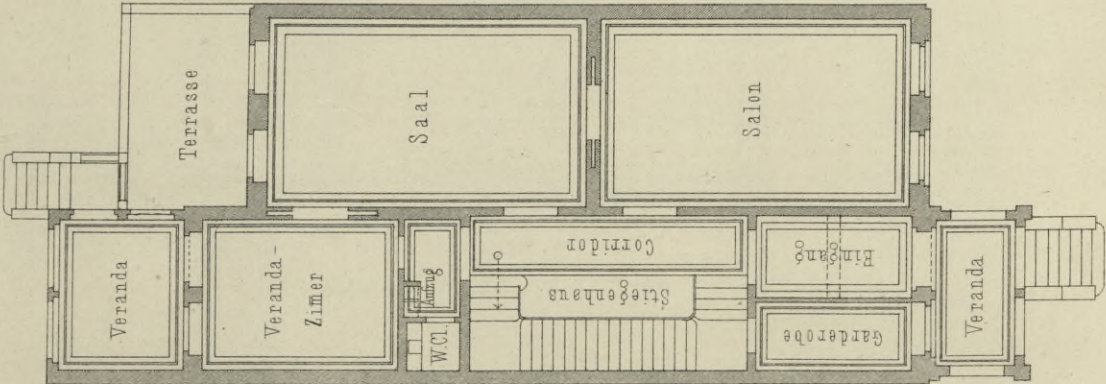 Terrasse
Saal
Salon
Veranda
Veranda-
Zimer
Aufzug
W.Cl.
Corridor
Stiegenhaus
Eingang
Garderobe
Veranda